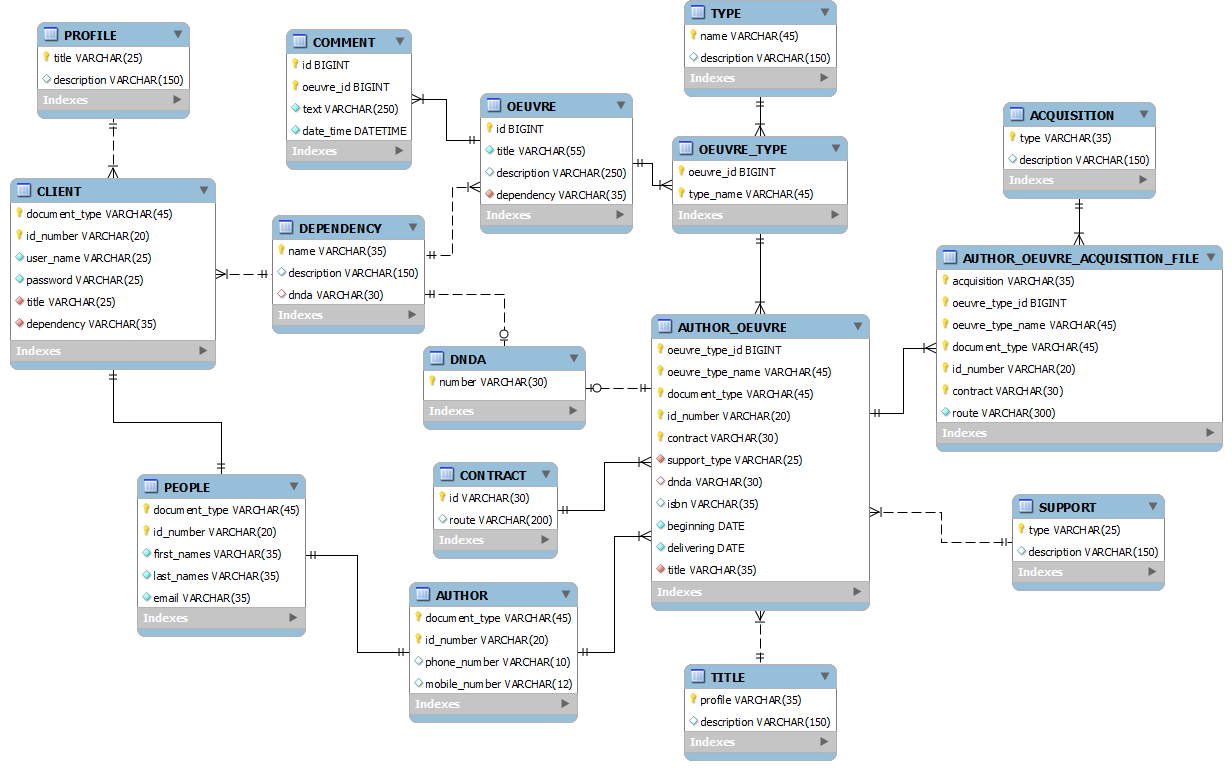 PROFILE
title VARCHAR(25)
description VARCHAR(150)
Indexes
COMMENT
id BIGINT
oeuvre_id BIGINT
text VARCHAR(250)
date_time DATETIME
Indexes
TYPE
name VARCHAR(45)
description VARCHAR(150)
Indexes
OEUVRE
id BIGINT
title VARCHAR(55)
description VARCHAR(250)
dependency VARCHAR(35)
Indexes
OEUVRE_TYPE
oeuvre_id BIGINT
type_name VARCHAR(45)
Indexes
ACQUISITION
type VARCHAR(35)
description VARCHAR(150)
Indexes
CLIENT
document_type VARCHAR(45)
id_number VARCHAR(20)
user_name VARCHAR(25)
password VARCHAR(25)
title VARCHAR(25)
dependency VARCHAR(35)
Indexes
DEPENDENCY
name VARCHAR(35)
description VARCHAR(150)
dnda VARCHAR(30)
Indexes
AUTHOR_OEUVRE_ACQUISITION_FILE
acquisition VARCHAR(35)
oeuvre_type_id BIGINT
oeuvre_type_name VARCHAR(45)
document_type VARCHAR(45)
id_number VARCHAR(20)
contract VARCHAR(30)
route VARCHAR(300)
Indexes
DNDA
number VARCHAR(30)
Indexes
AUTHOR_OEUVRE
oeuvre_type_id BIGINT
oeuvre_type_name VARCHAR(45)
document_type VARCHAR(45)
id_number VARCHAR(20)
contract VARCHAR(30)
support_type VARCHAR(25)
dnda VARCHAR(30)
isbn VARCHAR(35)
beginning DATE
delivering DATE
title VARCHAR(35)
Indexes
PEOPLE
document_type VARCHAR(45)
id_number VARCHAR(20)
first_names VARCHAR(35)
last_names VARCHAR(35)
email VARCHAR(35)
Indexes
CONTRACT
id VARCHAR(30)
route VARCHAR(200)
Indexes
SUPPORT
type VARCHAR(25)
description VARCHAR(150)
Indexes
AUTHOR
document_type VARCHAR(45)
id_number VARCHAR(20)
phone_number VARCHAR(10)
mobile_number VARCHAR(12)
Indexes
TITLE
profile VARCHAR(35)
description VARCHAR(150)
Indexes